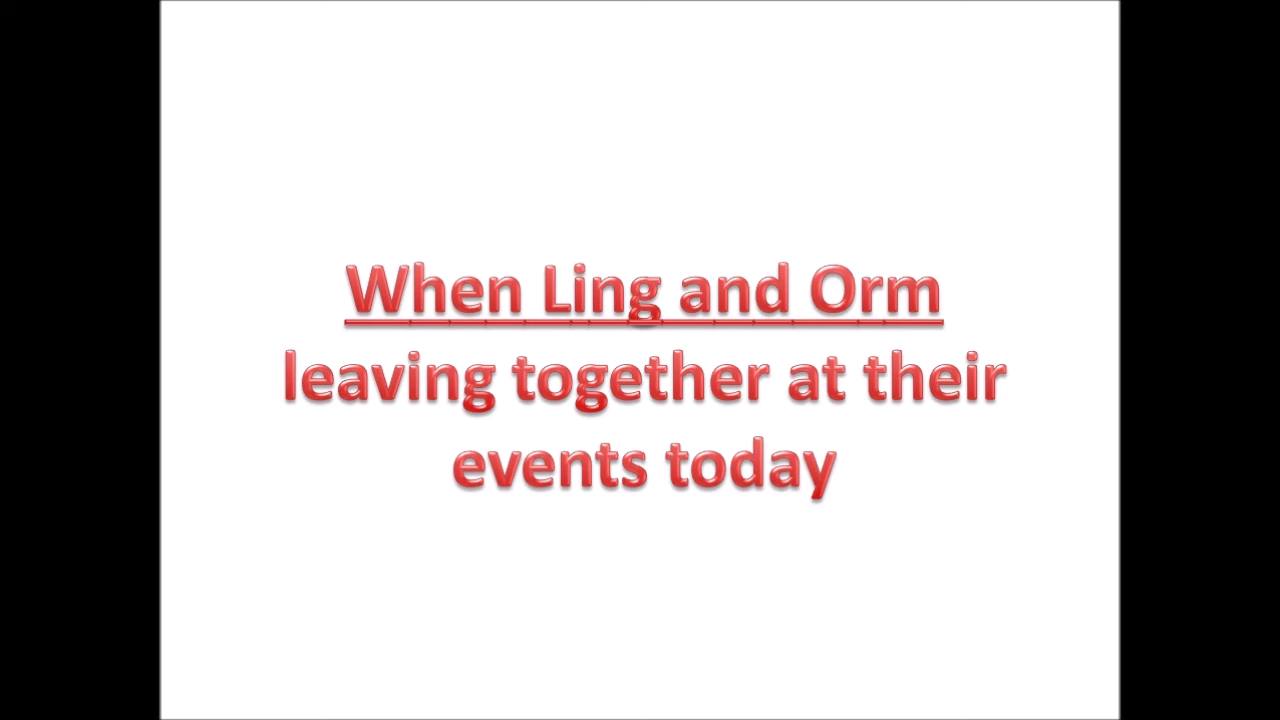 When Ling and Orm
leaving together at their
events today